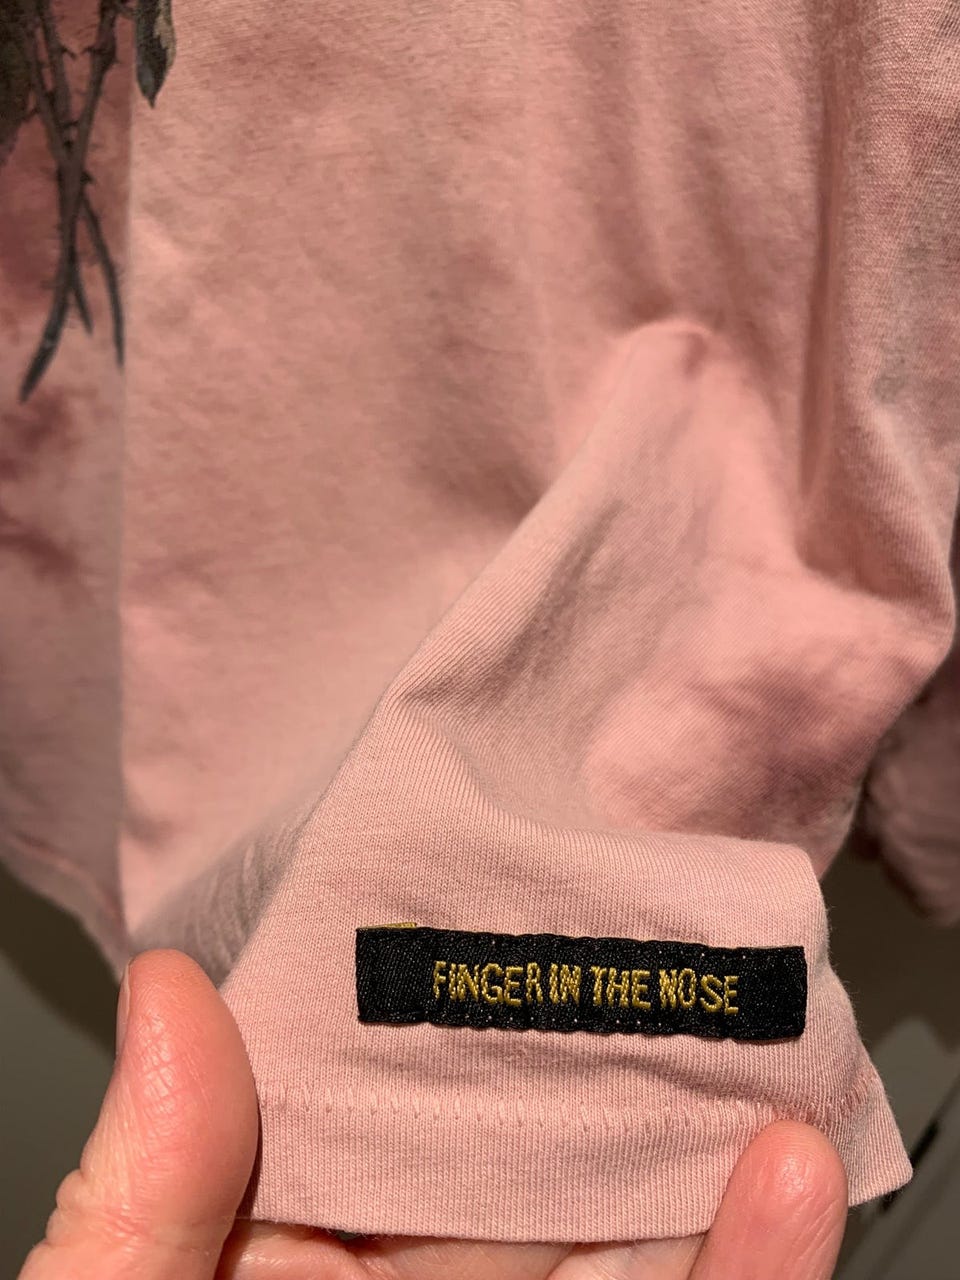 FINGER IN THE NOSE